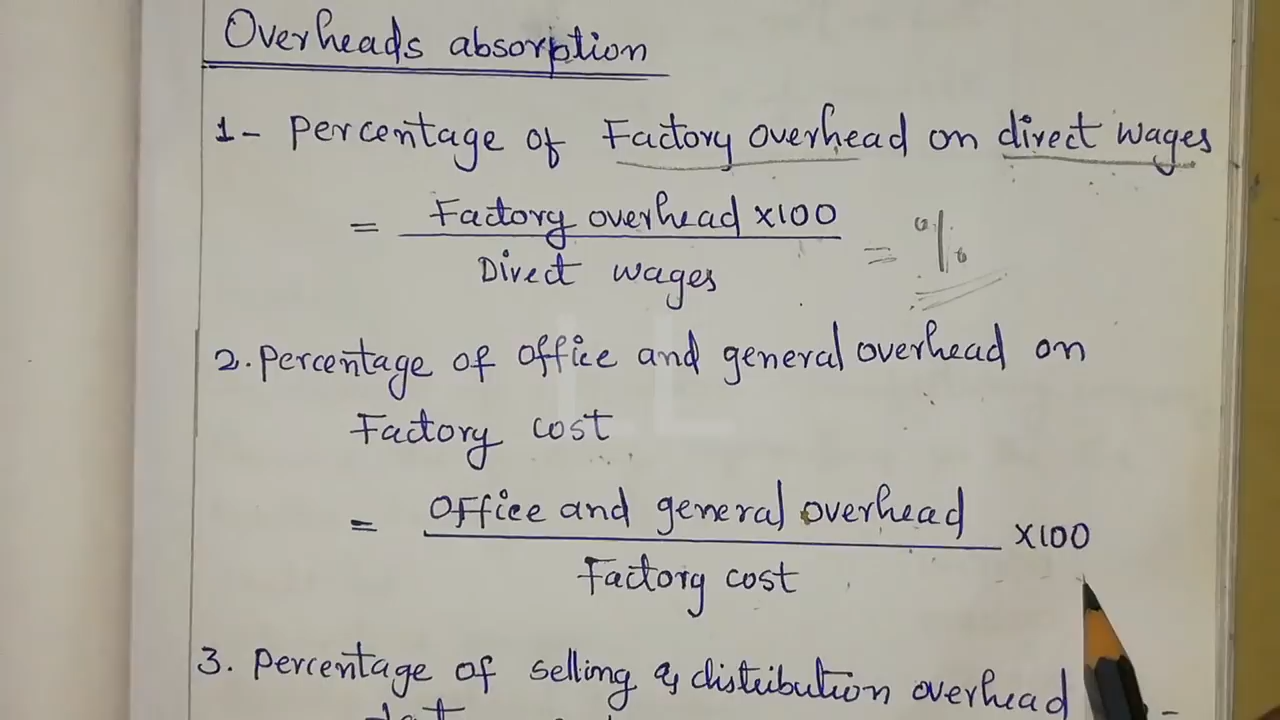 Overheads absorption
1- Percentage of Factory overhead on direct wages
= Factory overhead x100
Direct wages
= %
2. Percentage of office and general overhead on
Factory cost
= Office and general overhead x100
Factory cost
3. Percentage of selling & distribution overhead